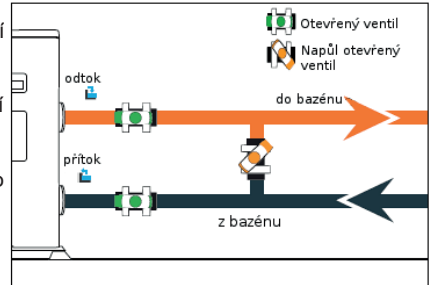 Otevřený ventil
Napůl otevřený
ventil
odtok
do bazénu
přítok
z bazénu